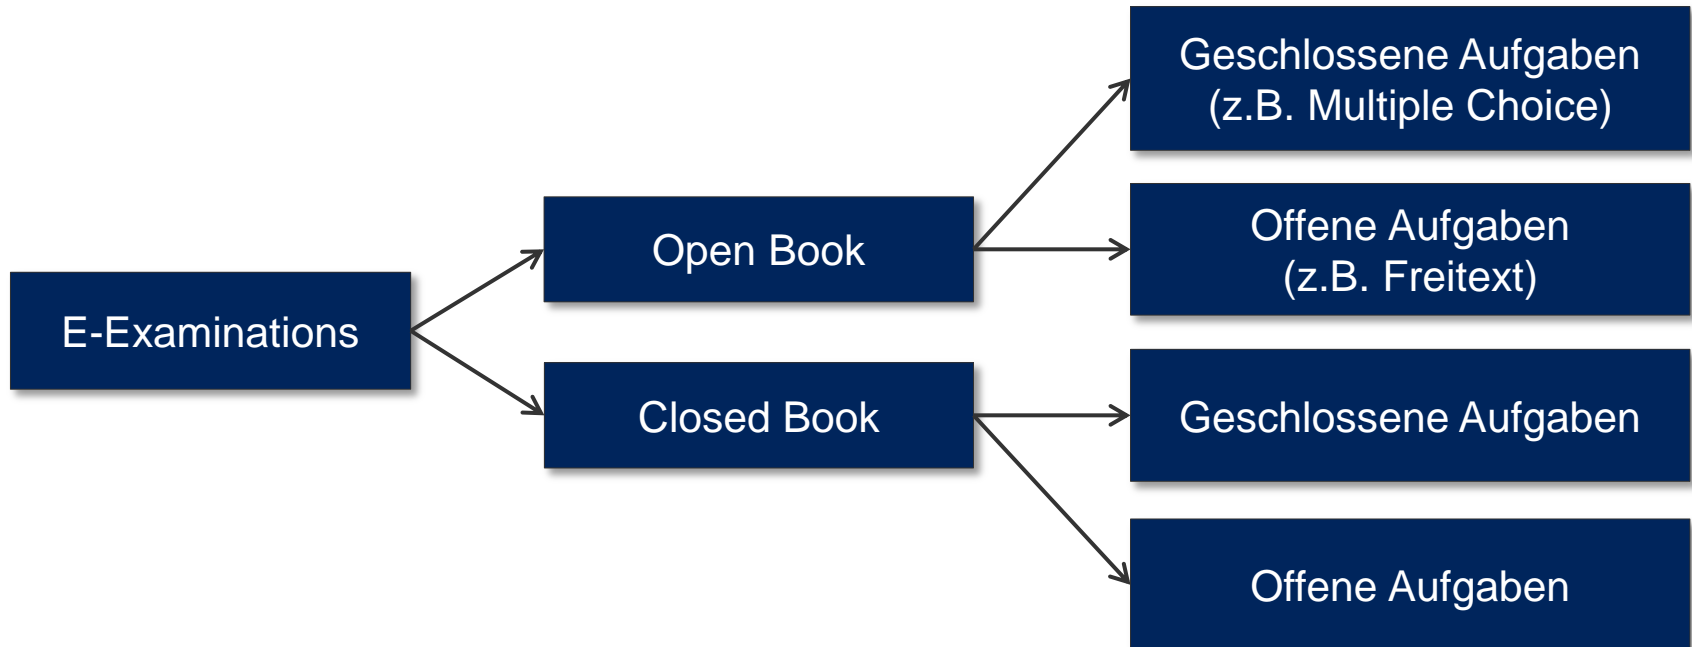 E-Examinations
Open Book
Closed Book
Geschlossene Aufgaben
(z.B. Multiple Choice)
Offene Aufgaben
(z.B. Freitext)
Geschlossene Aufgaben
Offene Aufgaben